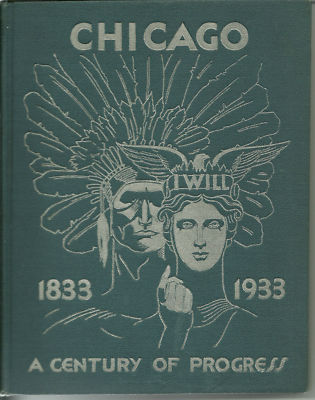 CHICAGO
I WILL
1833 1933
A CENTURY OF PROGRESS